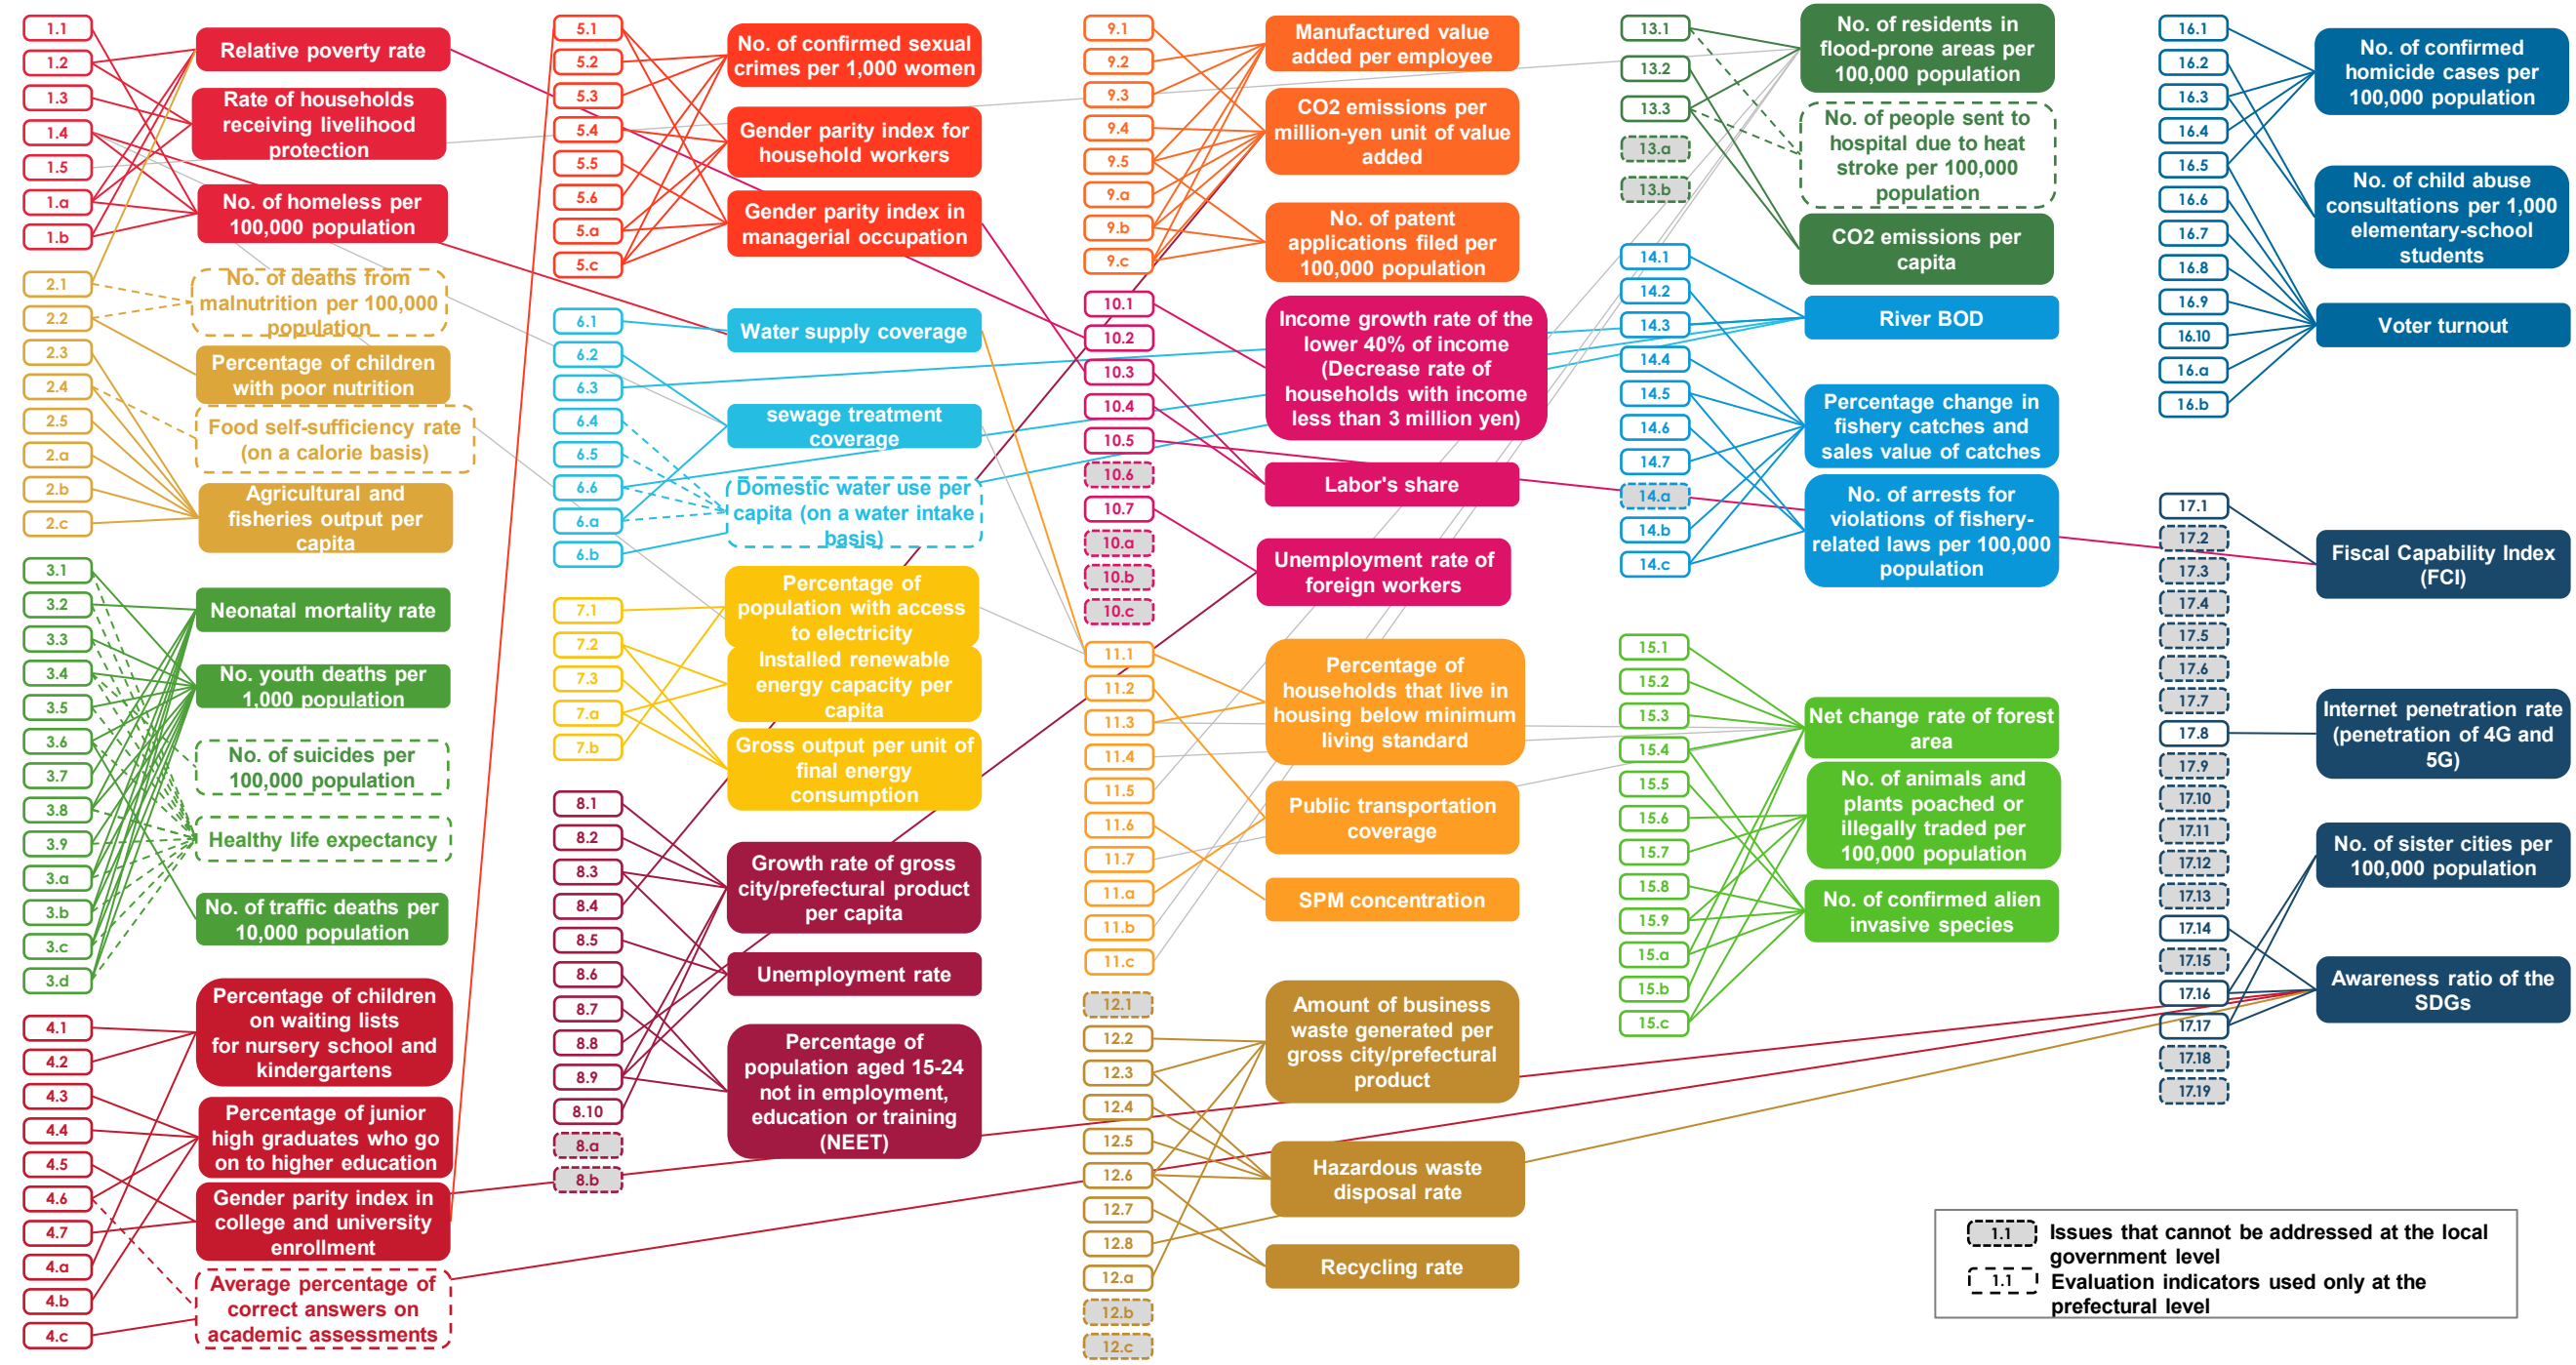 1.1
1.2
1.3
1.4
1.5
1.a
1.b
Relative poverty rate
Rate of households
receiving livelihood
protection
No. of homeless per
100,000 population
2.1
2.2
2.3
2.4
2.5
2.a
2.b
2.c
No. of deaths from
malnutrition per 100,000
population
Percentage of children
with poor nutrition
Food self-sufficiency rate
(on a calorie basis)
Agricultural and
fisheries output per
capita
3.1
3.2
3.3
3.4
3.5
3.6
3.7
3.8
3.9
3.a
3.b
3.c
3.d
Neonatal mortality rate
No. youth deaths per
1,000 population
No. of suicides per
100,000 population
Healthy life expectancy
No. of traffic deaths per
10,000 population
4.1
4.2
4.3
4.4
4.5
4.6
4.7
4.a
4.b
4.c
Percentage of children
on waiting lists
for nursery school and
kindergartens
Percentage of junior
high graduates who go
on to higher education
Gender parity index in
college and university
enrollment
Average percentage of
correct answers on
academic assessments
5.1
5.2
5.3
5.4
5.5
5.6
5.a
5.c
No. of confirmed sexual
crimes per 1,000 women
Gender parity index for
household workers
Gender parity index in
managerial occupation
6.1
6.2
6.3
6.4
6.5
6.6
6.a
6.b
Water supply coverage
sewage treatment
coverage
Domestic water use per
capita (on a water intake
basis)
7.1
7.2
7.3
7.a
7.b
Percentage of
population with access
to electricity
Installed renewable
energy capacity per
capita
Gross output per unit of
final energy
consumption
8.1
8.2
8.3
8.4
8.5
8.6
8.7
8.8
8.9
8.10
8.a
8.b
Growth rate of gross
city/prefectural product
per capita
Unemployment rate
Percentage of
population aged 15-24
not in employment,
education or training
(NEET)
9.1
9.2
9.3
9.4
9.5
9.a
9.b
9.c
Manufactured value
added per employee
CO2 emissions per
million-yen unit of value
added
No. of patent
applications filed per
100,000 population
10.1
10.2
10.3
10.4
10.5
10.6
10.7
10.a
10.b
10.c
Income growth rate of the
lower 40% of income
(Decrease rate of
households with income
less than 3 million yen)
Labor's share
Unemployment rate of
foreign workers
11.1
11.2
11.3
11.4
11.5
11.6
11.7
11.a
11.b
11.c
Percentage of
households that live in
housing below minimum
living standard
Public transportation
coverage
SPM concentration
12.1
12.2
12.3
12.4
12.5
12.6
12.7
12.8
12.a
12.b
12.c
Amount of business
waste generated per
gross city/prefectural
product
Hazardous waste
disposal rate
Recycling rate
13.1
13.2
13.3
13.a
13.b
No. of residents in
flood-prone areas per
100,000 population
No. of people sent to
hospital due to heat
stroke per 100,000
population
CO2 emissions per
capita
14.1
14.2
14.3
14.4
14.5
14.6
14.7
14.a
14.b
14.c
River BOD
Percentage change in
fishery catches and
sales value of catches
No. of arrests for
violations of fishery-
related laws per 100,000
population
15.1
15.2
15.3
15.4
15.5
15.6
15.7
15.8
15.9
15.a
15.b
15.c
Net change rate of forest
area
No. of animals and
plants poached or
illegally traded per
100,000 population
No. of confirmed alien
invasive species
16.1
16.2
16.3
16.4
16.5
16.6
16.7
16.8
16.9
16.10
16.a
16.b
No. of confirmed
homicide cases per
100,000 population
No. of child abuse
consultations per 1,000
elementary-school
students
Voter turnout
17.1
17.2
17.3
17.4
17.5
17.6
17.7
17.8
17.9
17.10
17.11
17.12
17.13
17.14
17.15
17.16
17.17
17.18
17.19
Fiscal Capability Index
(FCI)
Internet penetration rate
(penetration of 4G and
5G)
No. of sister cities per
100,000 population
Awareness ratio of the
SDGs
1.1 Issues that cannot be addressed at the local
government level
1.1 Evaluation indicators used only at the
prefectural level